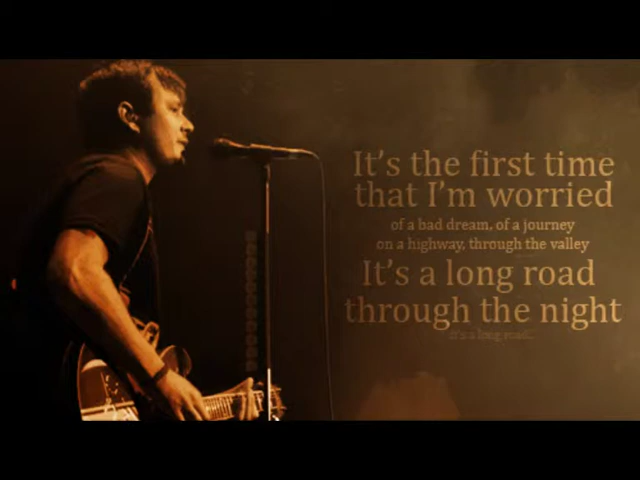 It's the first time
that I'm worried
of a bad dream, of a journey
on a highway, through the valley
It's a long road
through the night
it's a long road..